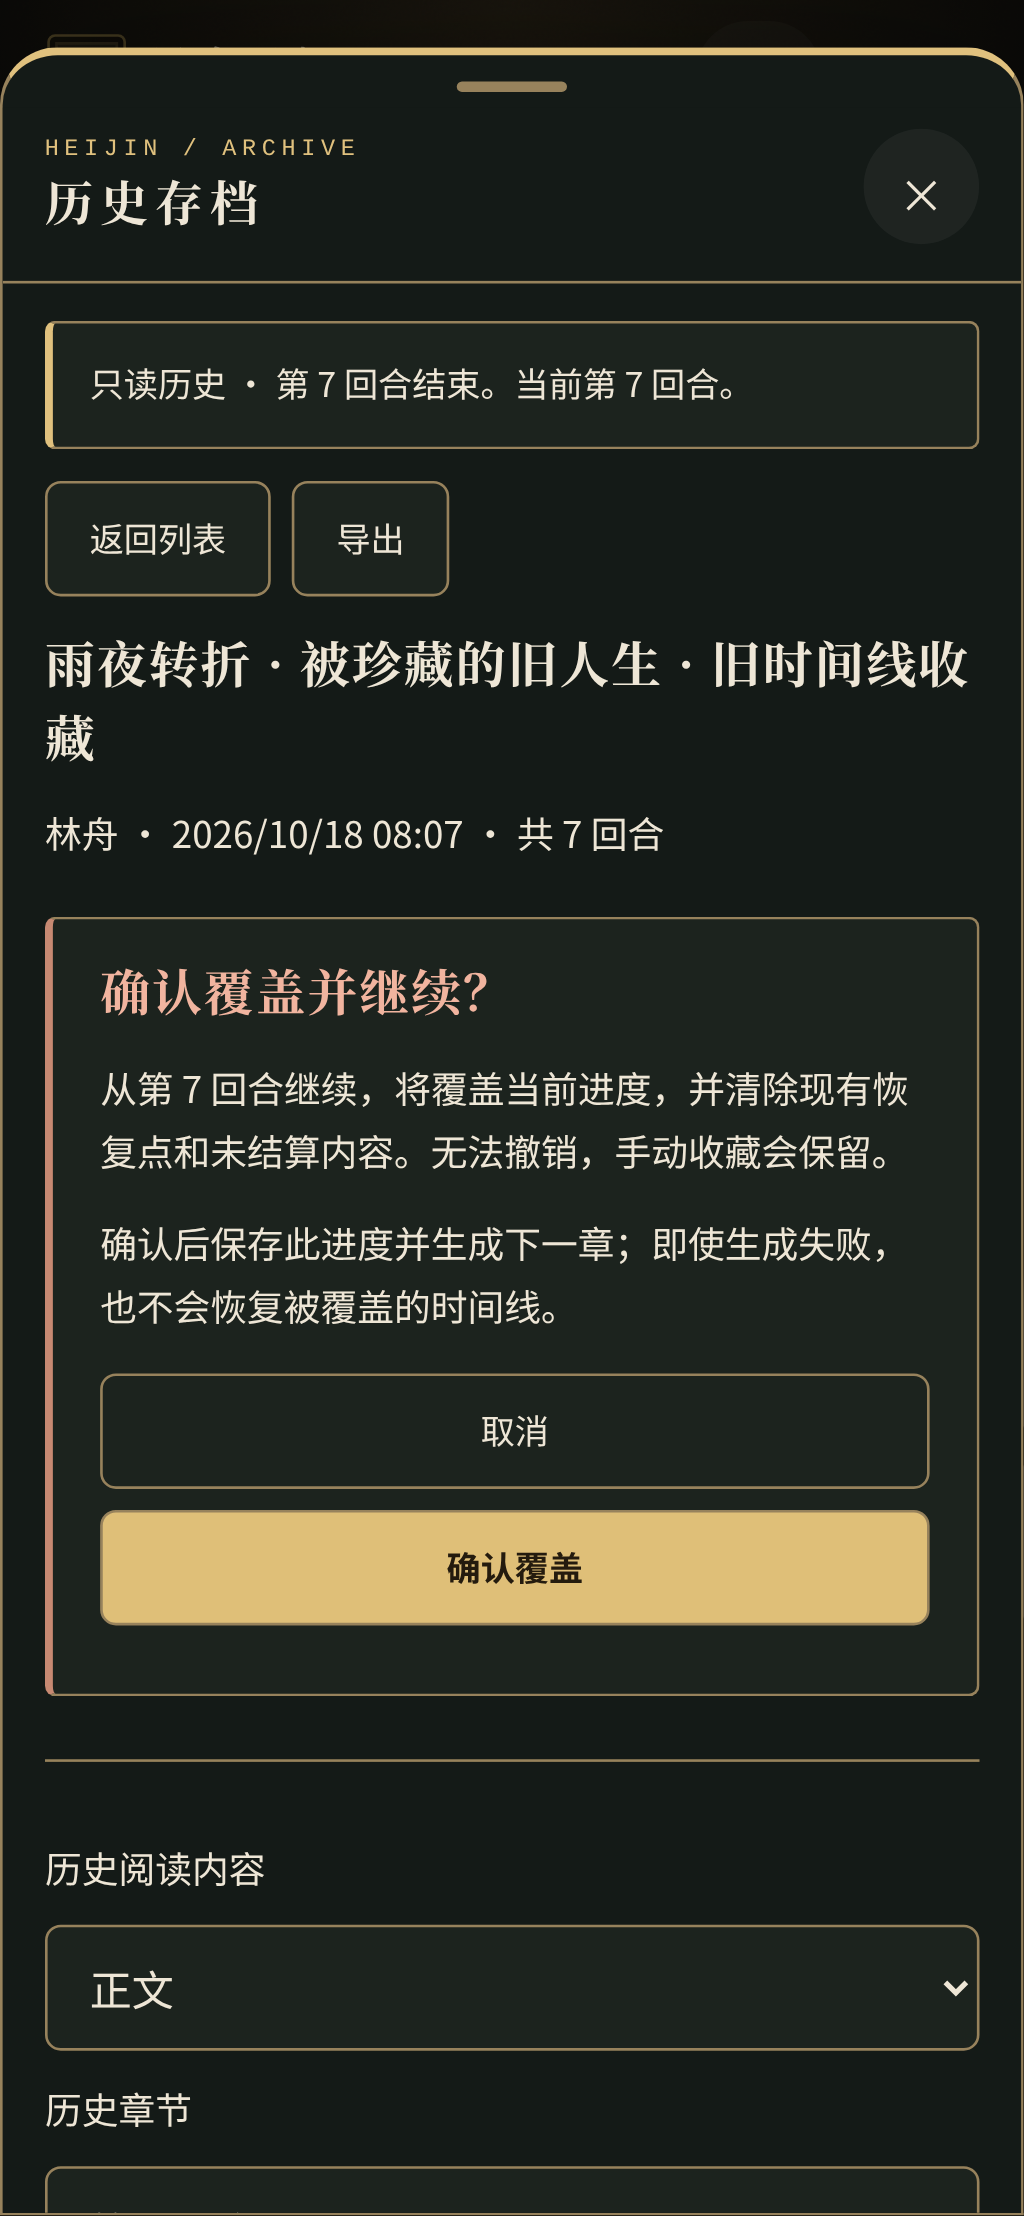 HEIJIN / ARCHIVE
历史存档
只读历史 · 第 7 回合结束。当前第 7 回合。
返回列表
导出
雨夜转折 · 被珍藏的旧人生 · 旧时间线收
藏
林舟 · 2026/10/18 08:07 · 共 7 回合
确认覆盖并继续?
从第 7 回合继续，将覆盖当前进度，并清除现有恢
复点和未结算内容。无法撤销，手动收藏会保留。
确认后保存此进度并生成下一章；即使生成失败，
也不会恢复被覆盖的时间线。
取消
确认覆盖
历史阅读内容
正文
历史章节